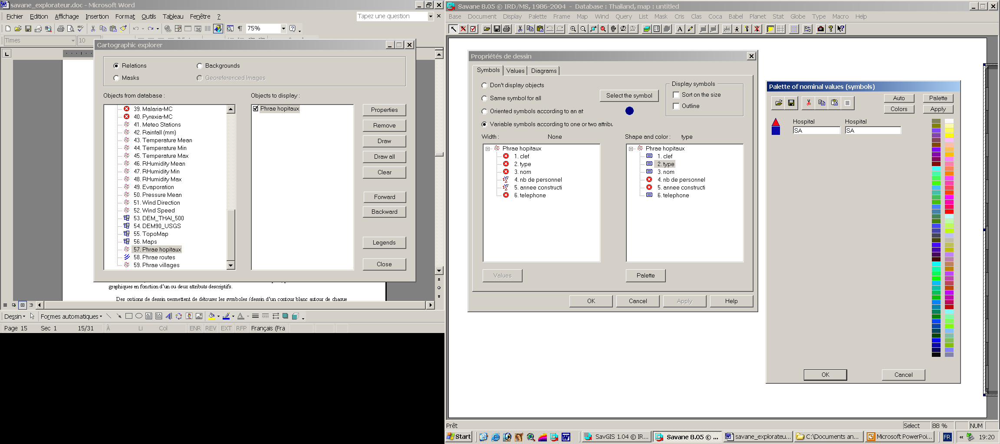 savane_explorateur.doc - Microsoft Word
Fichier Edition Affichage Insertion Format Outils Tableau Fenêtre ?
Tapez une question
75%
Times
10
Cartographic explorer
Relations
Backgrounds
Masks
Georeferenced Images
Objects from database :
Objects to display :
39. Malaria-MC
40. Pyrexia-MC
41. Meteo Stations
42. Rainfall (mm)
43. Temperature Mean
44. Temperature Min
45. Temperature Max
46. RHumidity Mean
47. RHumidity Min
48. RHumidity Max
49. Evaporation
50. Pressure Mean
51. Wind Direction
52. Wind Speed
53. DEM_THAI_500
54. DEM90_USGS
55. TopoMap
56. Maps
57. Phrae hopitaux
58. Phrae routes
59. Phrae villages
Phrae hopitaux
Properties
Remove
Draw
Draw all
Clear
Forward
Backward
Legends
Close
graphiques en fonction d'un ou deux attributs descriptifs.
Des options de dessin permettent de détourer les symboles (dessin d'un contour blanc autour de chaque
Dessin
Formes automatiques
Page 15 Sec 1 15/31 À Li Col ENR REV EXT RFP Français (Fra
Savane 8.05 © IRD/MS, 1986-2004 - Database : Thailand, map : untitled
Base Document Display Palette Frame Map Wind Query List Mask Cris Clas Coca Babel Planet Stat Globe Type Macro Help
Propriétés de dessin
Symbols
Values
Diagrams
Don't display objects
Same symbol for all
Oriented symbols according to an at
Variable symbols according to one or two attribu
Select the symbol
Display symbols
Sort on the size
Outline
Width :
None
Shape and color :
type
Phrae hopitaux
1. clef
2. type
3. nom
4. nb de personnel
5. annee constructi
6. telephone
Phrae hopitaux
1. clef
2. type
3. nom
4. nb de personnel
5. annee constructi
6. telephone
Values
Palette
OK
Cancel
Apply
Help
Palette of nominal values (symbols)
Auto
Palette
Colors
Apply
Hospital
Hospital
SA
SA
OK
Cancel
Prêt
Select
88 %
NUM
Start
SavGIS 1.04 © IR...
Savane 8.05 © ...
savane_explorateu...
C:\Documents an...
Microsoft PowerPoi...
FR
«
19:20